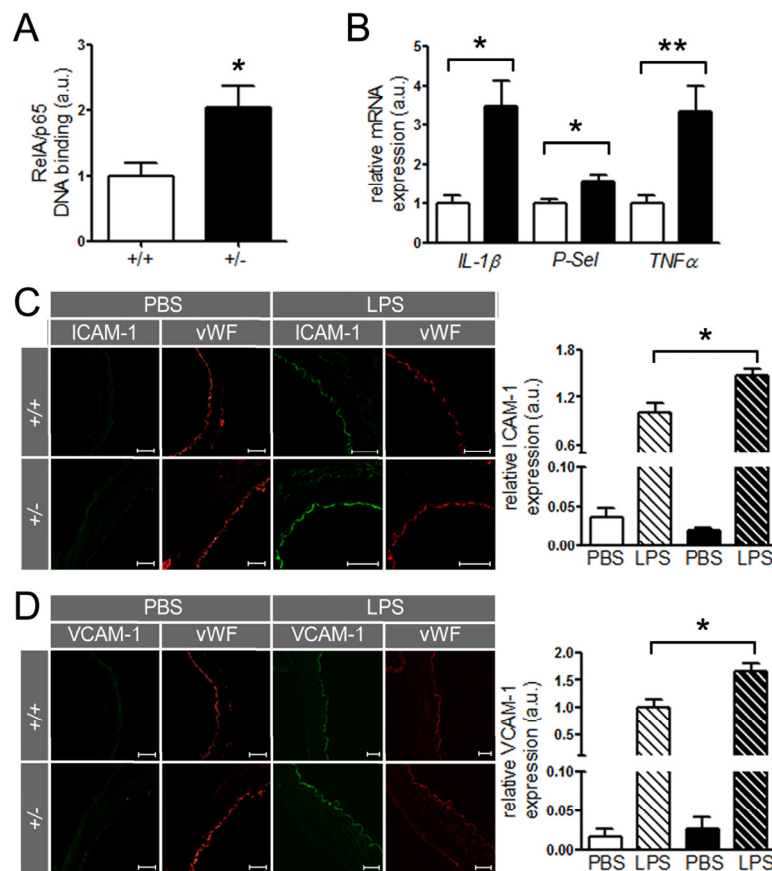 A
RelA/p65
DNA binding (a.u.)
3
2
1
0
*
+/+
+/-
B
relative mRNA
expression (a.u.)
5
4
3
2
1
0
*
*
**
IL-1β
P-Sel
TNFα
C
PBS
LPS
ICAM-1
vWF
ICAM-1
vWF
+/+
+/-
relative ICAM-1
expression (a.u.)
1.8
1.2
0.6
0.10
0.05
0.00
*
PBS
LPS
PBS
LPS
D
PBS
LPS
VCAM-1
vWF
VCAM-1
vWF
+/+
+/-
relative VCAM-1
expression (a.u.)
2.0
1.5
1.0
0.5
0.10
0.05
0.00
*
PBS
LPS
PBS
LPS